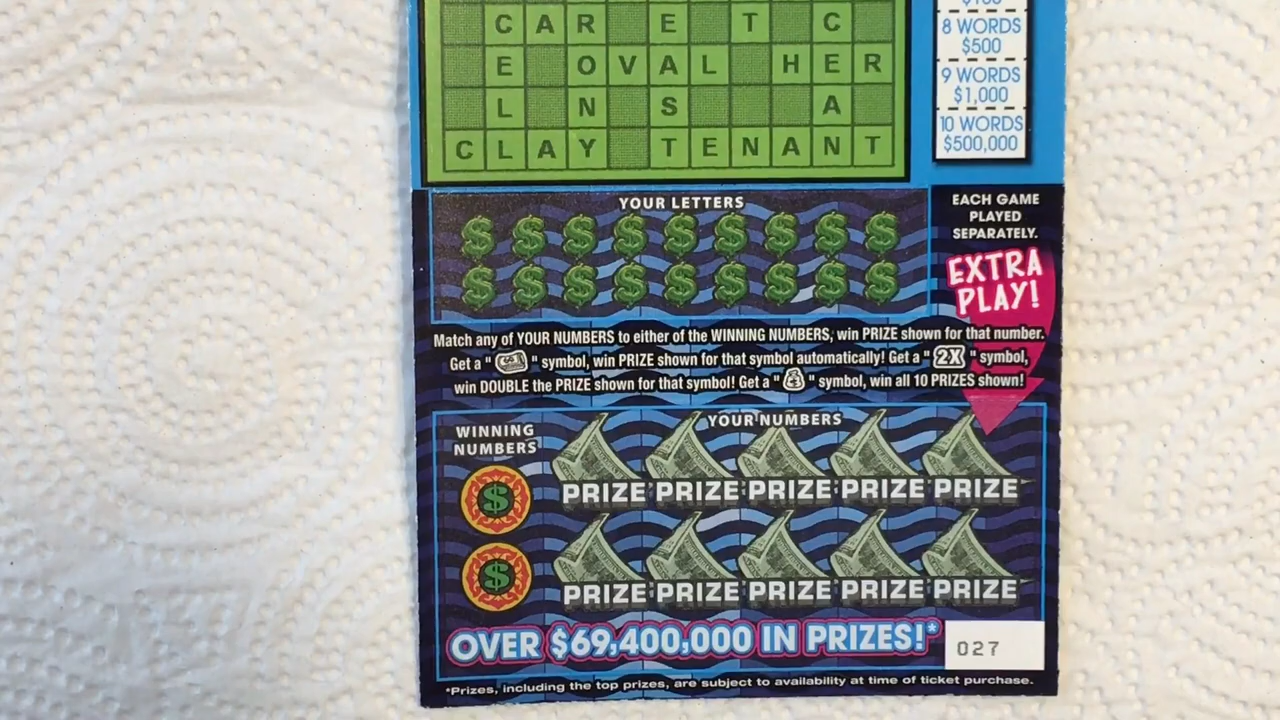 $100
C A R E T C
8 WORDS
$500
E O V A L H E R
9 WORDS
$1,000
L N S A
10 WORDS
$500,000
C L A Y T E N A N T
YOUR LETTERS
EACH GAME
PLAYED
SEPARATELY.
$ $ $ $ $ $ $ $ $
$ $ $ $ $ $ $ $ $
EXTRA
PLAY!
Match any of YOUR NUMBERS to either of the WINNING NUMBERS, win PRIZE shown for that number.
Get a " " symbol, win PRIZE shown for that symbol automatically! Get a " 2X " symbol,
win DOUBLE the PRIZE shown for that symbol! Get a " " symbol, win all 10 PRIZES shown!
YOUR NUMBERS
WINNING
NUMBERS
$
PRIZE PRIZE PRIZE PRIZE PRIZE
$
PRIZE PRIZE PRIZE PRIZE PRIZE
OVER $69,400,000 IN PRIZES!*
027
*Prizes, including the top prizes, are subject to availability at time of ticket purchase.